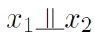 x₁ ⫫ x₂